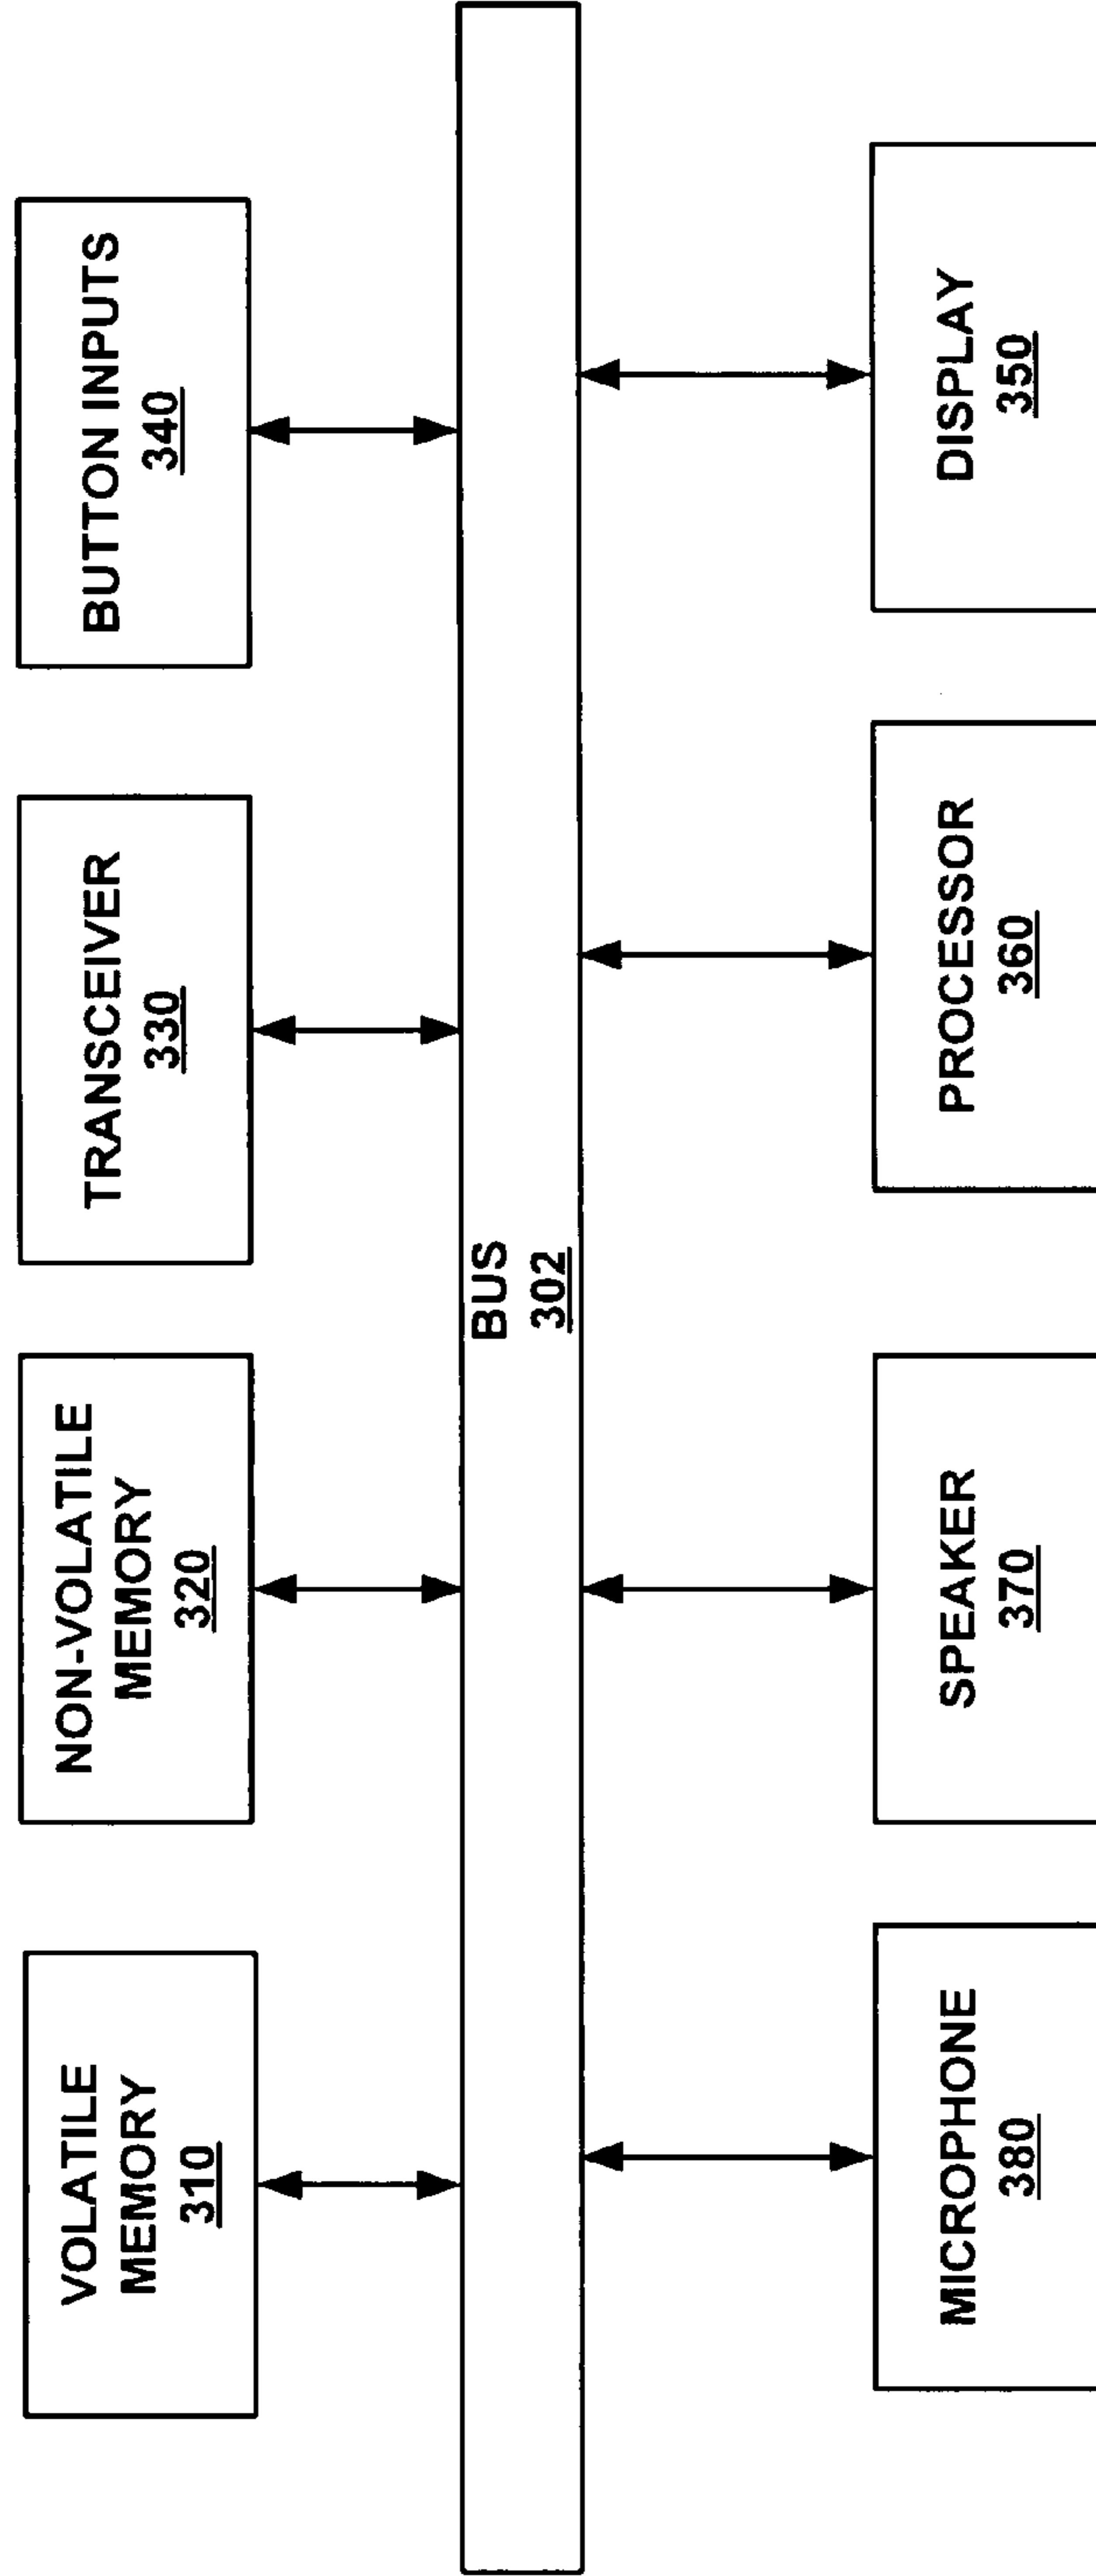 VOLATILE
MEMORY
310
NON-VOLATILE
MEMORY
320
TRANSCEIVER
330
BUTTON INPUTS
340
BUS
302
MICROPHONE
380
SPEAKER
370
PROCESSOR
360
DISPLAY
350